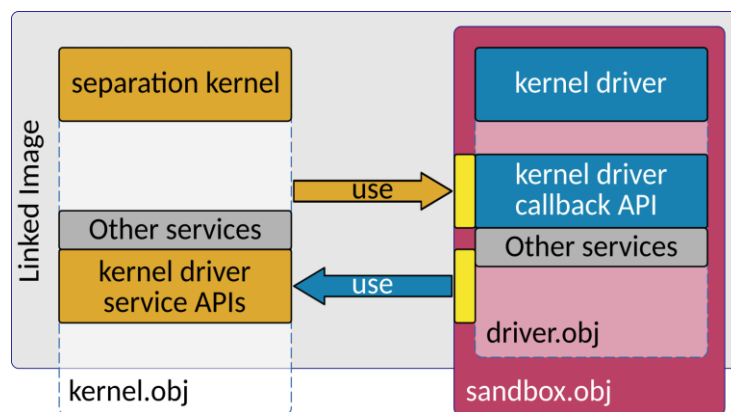 Linked Image
separation kernel
Other services
kernel driver
service APIs
kernel.obj
use
use
kernel driver
kernel driver
callback API
Other services
driver.obj
sandbox.obj